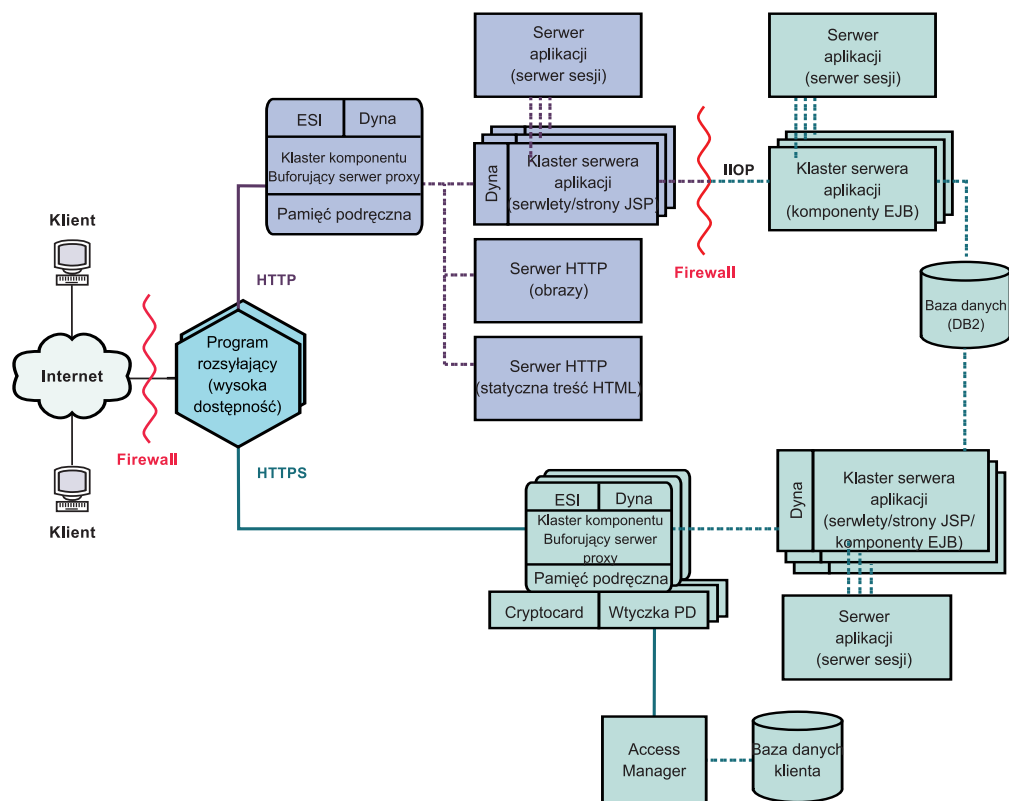 Serwer
aplikacji
(serwer sesji)
Serwer
aplikacji
(serwer sesji)
ESI
Dyna
Klaster komponentu
Buforujący serwer proxy
Pamięć podręczna
Dyna
Klaster serwera
aplikacji
(serwlety/strony JSP)
IIOP
Klaster serwera
aplikacji
(komponenty EJB)
Klient
HTTP
Serwer HTTP
(obrazy)
Firewall
Baza danych
(DB2)
Program
rozsyłający
(wysoka
dostępność)
Internet
Serwer HTTP
(statyczna treść HTML)
Firewall
HTTPS
Klient
ESI
Dyna
Klaster komponentu
Buforujący serwer
proxy
Pamięć podręczna
Cryptocard
Wtyczka PD
Dyna
Klaster serwera
aplikacji
(serwlety/strony JSP/
komponenty EJB)
Serwer
aplikacji
(serwer sesji)
Access
Manager
Baza danych
klienta